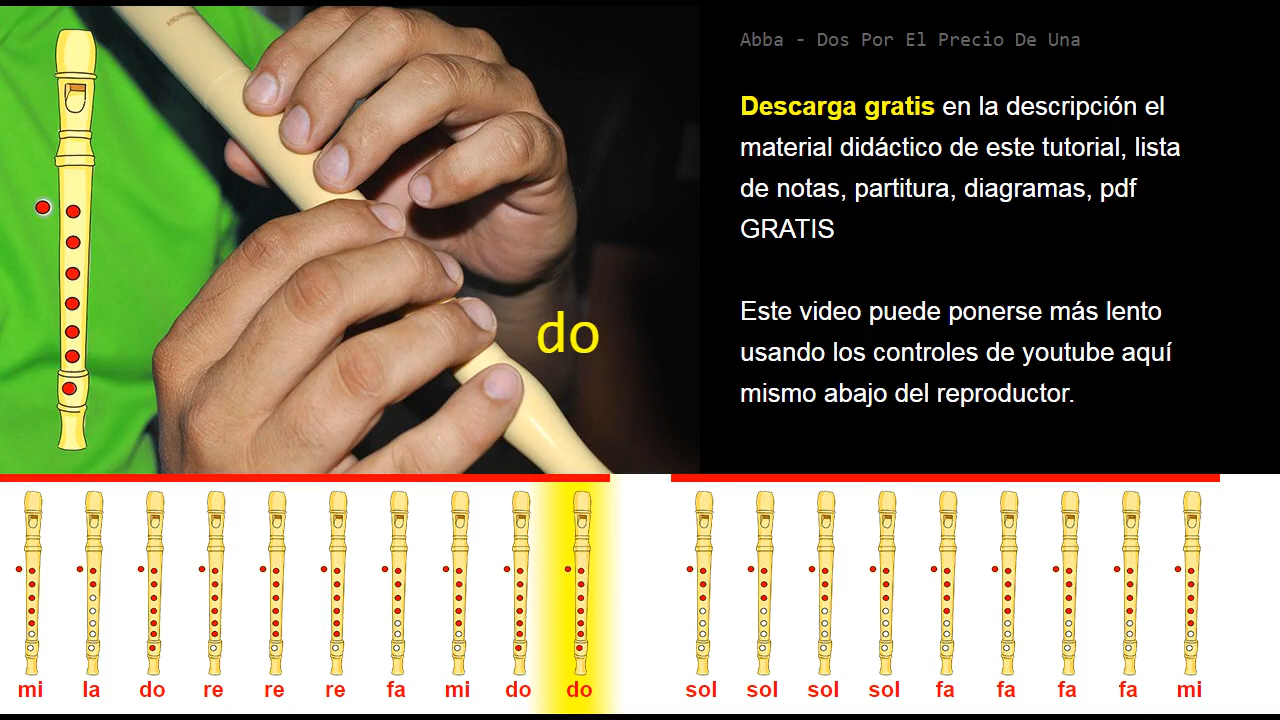 Abba - Dos Por El Precio De Una
Descarga gratis en la descripción el
material didáctico de este tutorial, lista
de notas, partitura, diagramas, pdf
GRATIS
Este video puede ponerse más lento
usando los controles de youtube aquí
mismo abajo del reproductor.
do
mi la do re re re fa mi do do sol sol sol sol fa fa fa fa mi